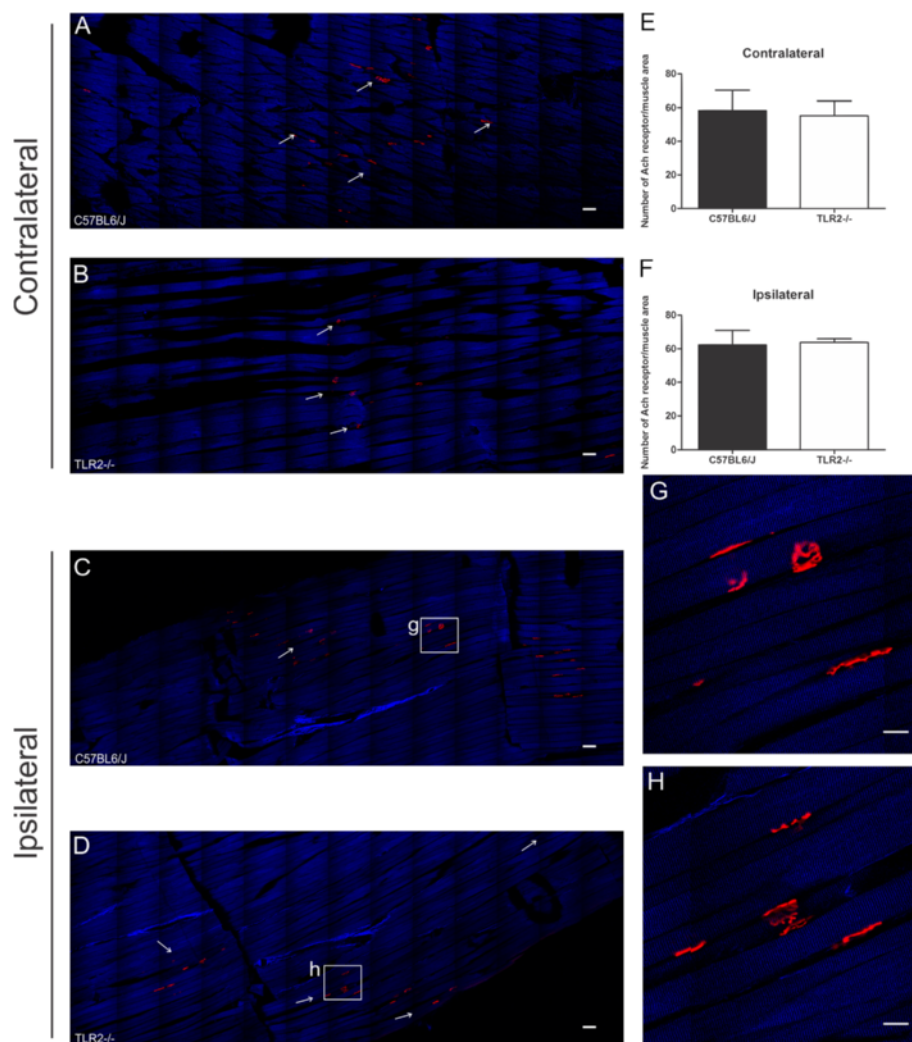 Contralateral
A
C57BL6/J
B
TLR2-/-
E
Contralateral
Number of Ach receptor/muscle area
80
60
40
20
0
C57BL6/J
TLR2-/-
F
Ipsilateral
Number of Ach receptor/muscle area
80
60
40
20
0
C57BL6/J
TLR2-/-
Ipsilateral
C
g
C57BL6/J
D
h
TLR2-/-
G
H